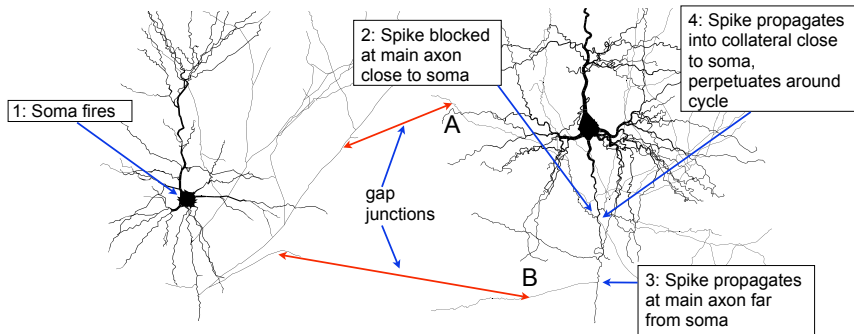 1: Soma fires
2: Spike blocked
at main axon
close to soma
4: Spike propagates
into collateral close
to soma,
perpetuates around
cycle
A
gap
junctions
B
3: Spike propagates
at main axon far
from soma